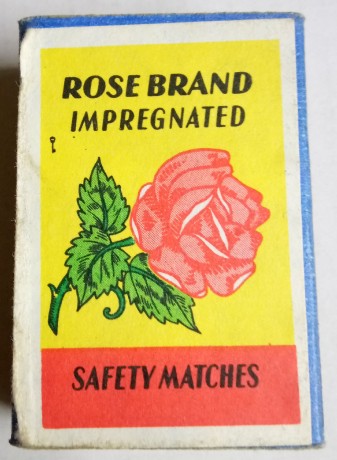 ROSE BRAND
IMPREGNATED
SAFETY MATCHES